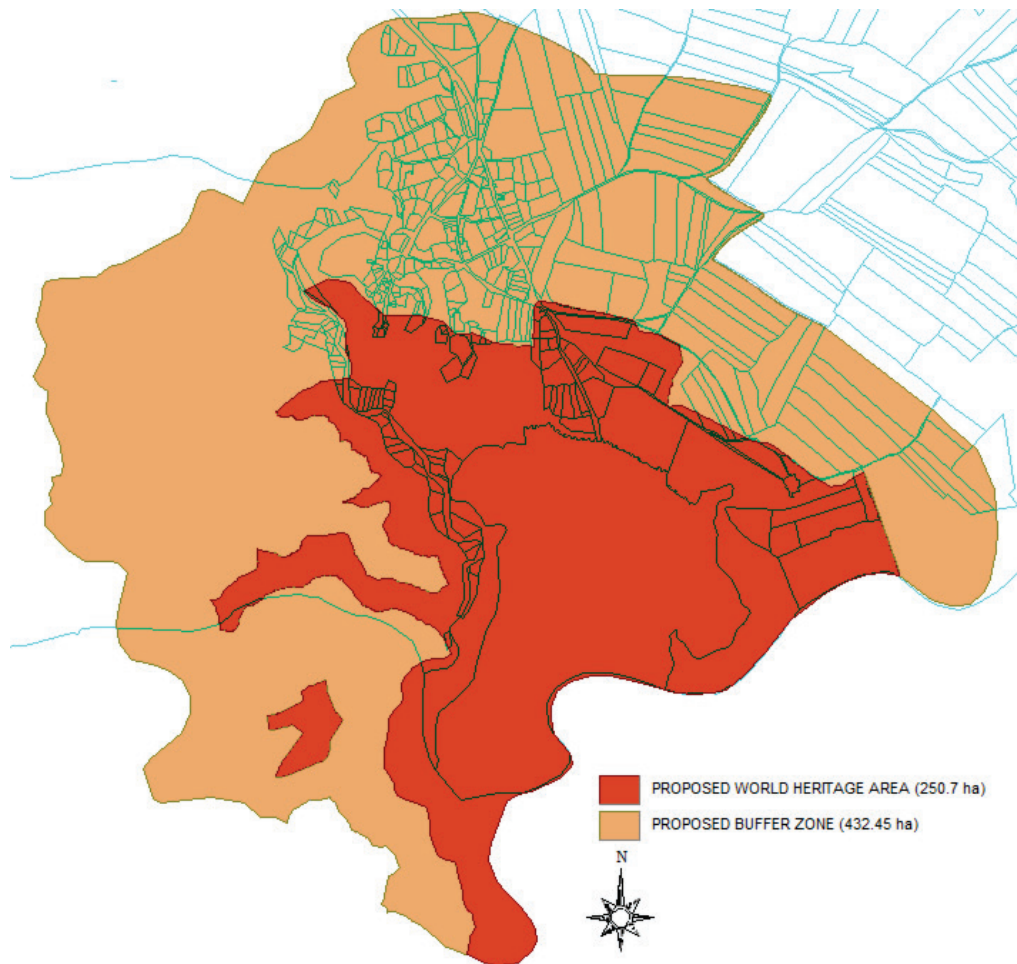 PROPOSED WORLD HERITAGE AREA (250.7 ha)
PROPOSED BUFFER ZONE (432.45 ha)
N